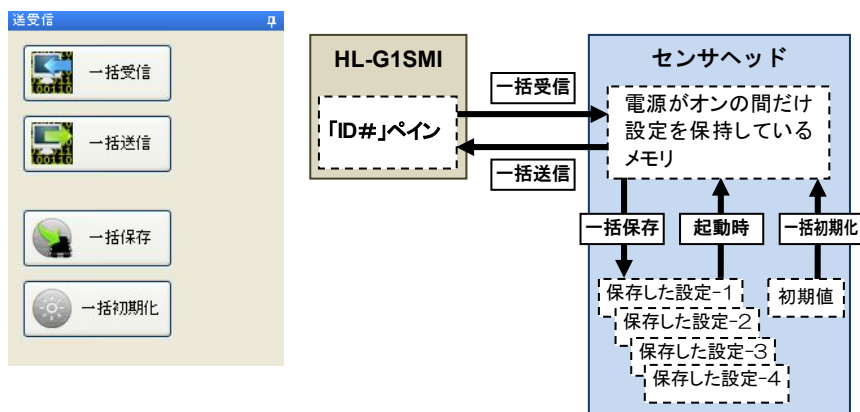 送受信
一括受信
一括送信
一括保存
一括初期化
HL-G1SMI
「ID#」ペイン
一括受信
一括送信
センサヘッド
電源がオンの間だけ
設定を保持している
メモリ
一括保存
起動時
一括初期化
保存した設定-1
保存した設定-2
保存した設定-3
保存した設定-4
初期値